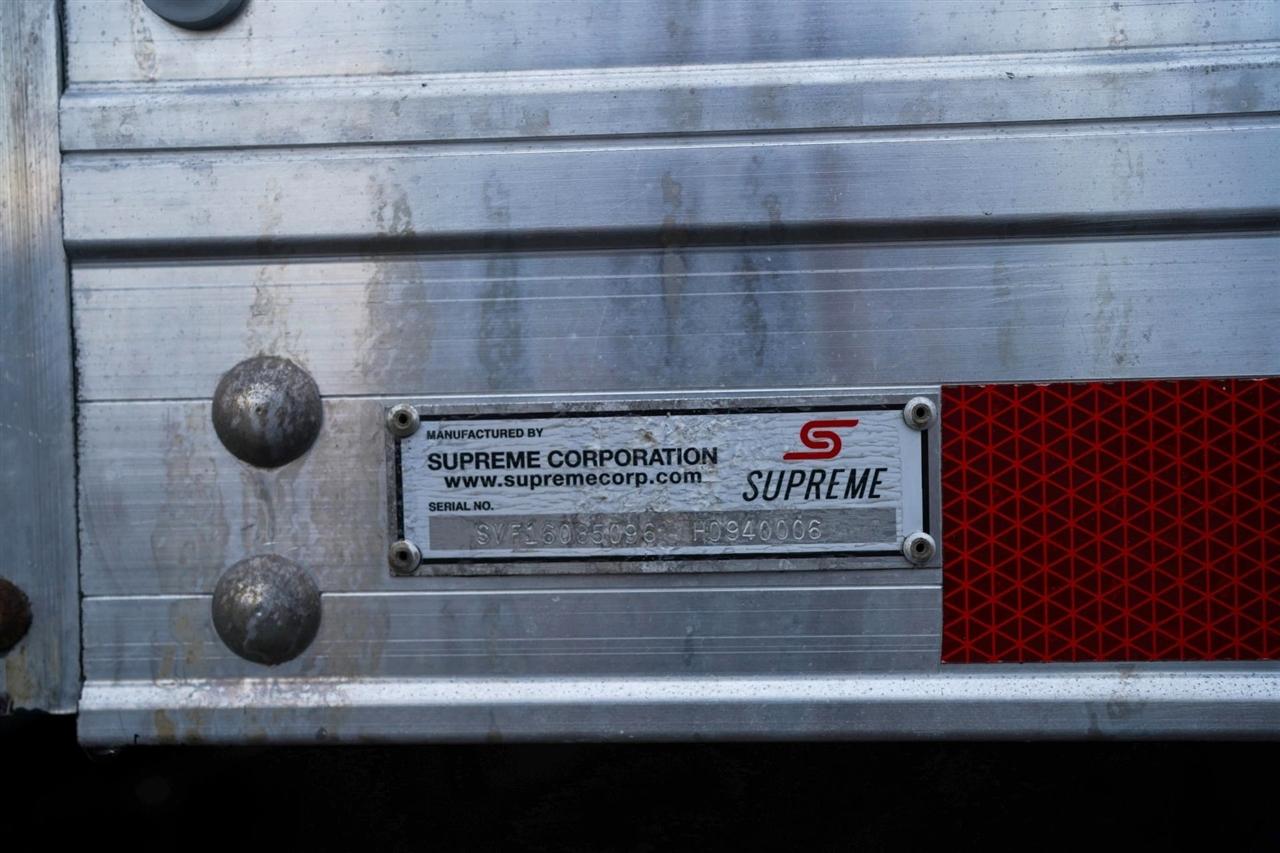 MANUFACTURED BY
SUPREME CORPORATION
www.supremecorp.com
SUPREME
SERIAL NO.
SVF16085096 H0940006